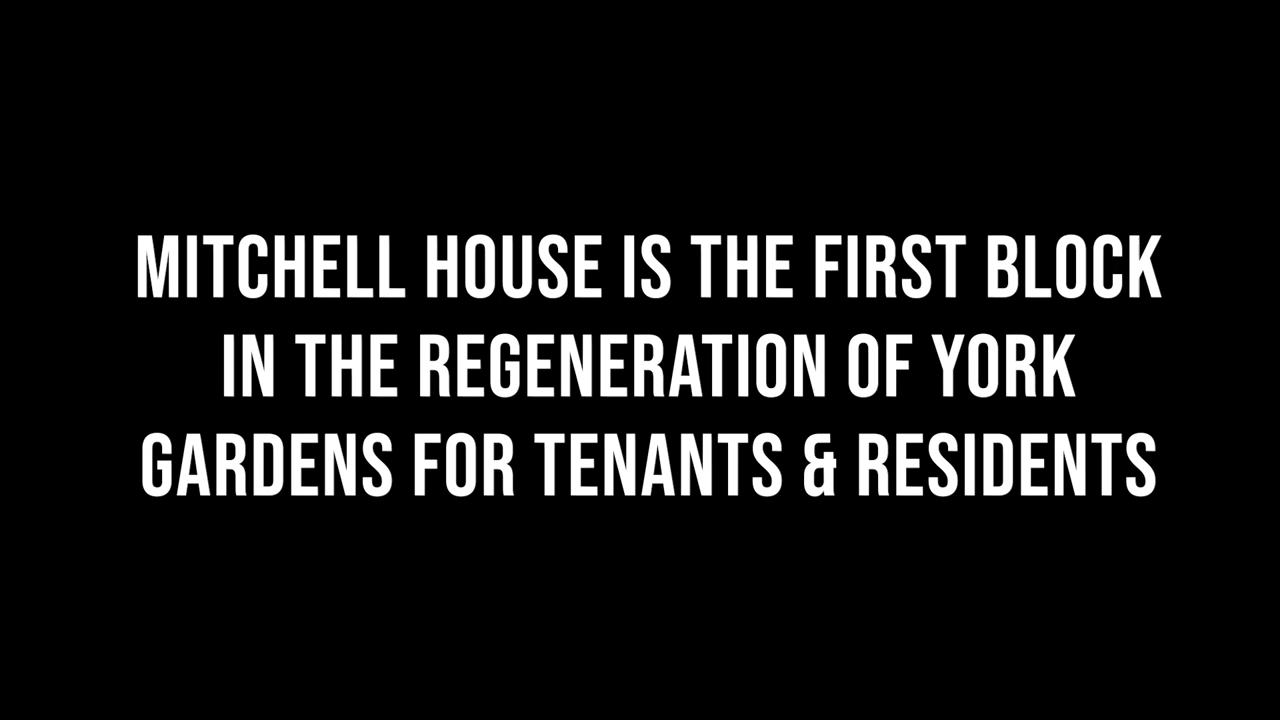 MITCHELL HOUSE IS THE FIRST BLOCK
IN THE REGENERATION OF YORK
GARDENS FOR TENANTS & RESIDENTS